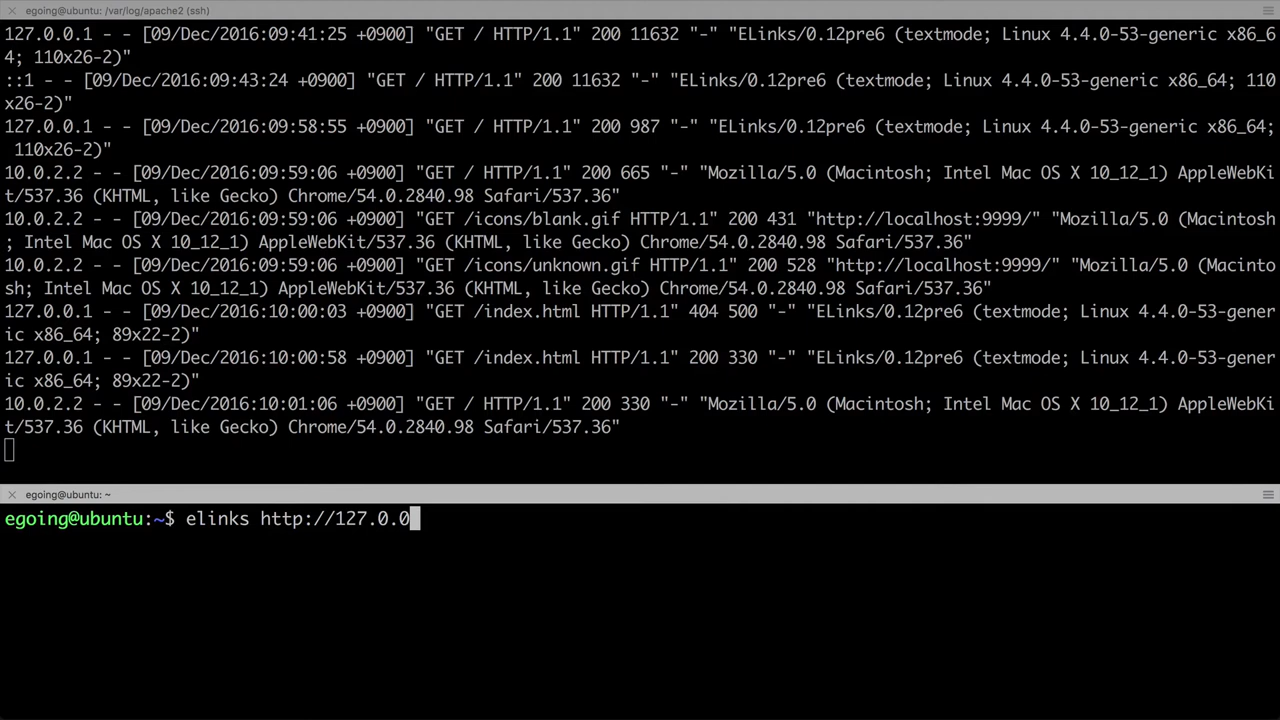 egoing@ubuntu: /var/log/apache2 (ssh)
127.0.0.1 - - [09/Dec/2016:09:41:25 +0900] "GET / HTTP/1.1" 200 11632 "-" "ELinks/0.12pre6 (textmode; Linux 4.4.0-53-generic x86_6
4; 110x26-2)"
::1 - - [09/Dec/2016:09:43:24 +0900] "GET / HTTP/1.1" 200 11632 "-" "ELinks/0.12pre6 (textmode; Linux 4.4.0-53-generic x86_64; 110
x26-2)"
127.0.0.1 - - [09/Dec/2016:09:58:55 +0900] "GET / HTTP/1.1" 200 987 "-" "ELinks/0.12pre6 (textmode; Linux 4.4.0-53-generic x86_64;
 110x26-2)"
10.0.2.2 - - [09/Dec/2016:09:59:06 +0900] "GET / HTTP/1.1" 200 665 "-" "Mozilla/5.0 (Macintosh; Intel Mac OS X 10_12_1) AppleWebKi
t/537.36 (KHTML, like Gecko) Chrome/54.0.2840.98 Safari/537.36"
10.0.2.2 - - [09/Dec/2016:09:59:06 +0900] "GET /icons/blank.gif HTTP/1.1" 200 431 "http://localhost:9999/" "Mozilla/5.0 (Macintosh
; Intel Mac OS X 10_12_1) AppleWebKit/537.36 (KHTML, like Gecko) Chrome/54.0.2840.98 Safari/537.36"
10.0.2.2 - - [09/Dec/2016:09:59:06 +0900] "GET /icons/unknown.gif HTTP/1.1" 200 528 "http://localhost:9999/" "Mozilla/5.0 (Macinto
sh; Intel Mac OS X 10_12_1) AppleWebKit/537.36 (KHTML, like Gecko) Chrome/54.0.2840.98 Safari/537.36"
127.0.0.1 - - [09/Dec/2016:10:00:03 +0900] "GET /index.html HTTP/1.1" 404 500 "-" "ELinks/0.12pre6 (textmode; Linux 4.4.0-53-gener
ic x86_64; 89x22-2)"
127.0.0.1 - - [09/Dec/2016:10:00:58 +0900] "GET /index.html HTTP/1.1" 200 330 "-" "ELinks/0.12pre6 (textmode; Linux 4.4.0-53-gener
ic x86_64; 89x22-2)"
10.0.2.2 - - [09/Dec/2016:10:01:06 +0900] "GET / HTTP/1.1" 200 330 "-" "Mozilla/5.0 (Macintosh; Intel Mac OS X 10_12_1) AppleWebKi
t/537.36 (KHTML, like Gecko) Chrome/54.0.2840.98 Safari/537.36"
egoing@ubuntu: ~
egoing@ubuntu:~$ elinks http://127.0.0